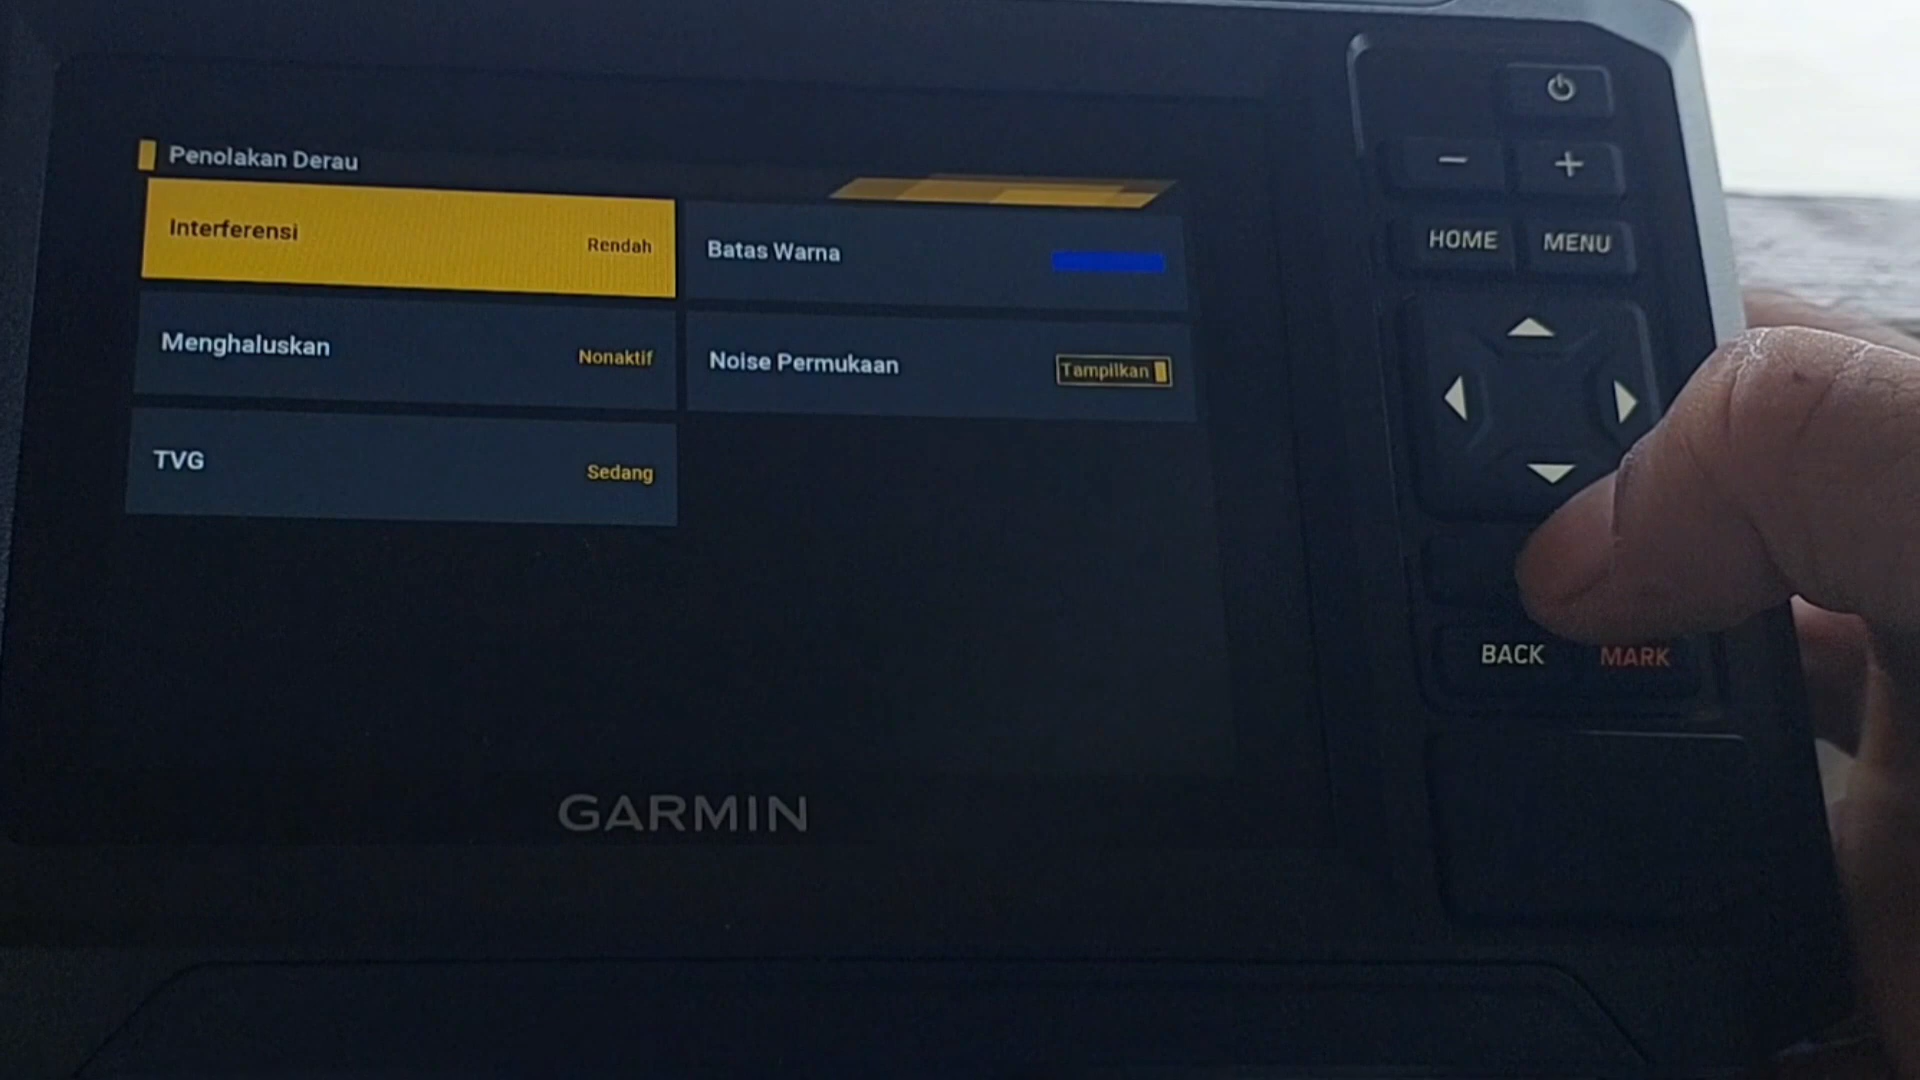 Penolakan Derau
Interferensi
Rendah
Batas Warna
Menghaluskan
Nonaktif
Noise Permukaan
Tampilkan
TVG
Sedang
GARMIN
HOME
MENU
BACK
MARK